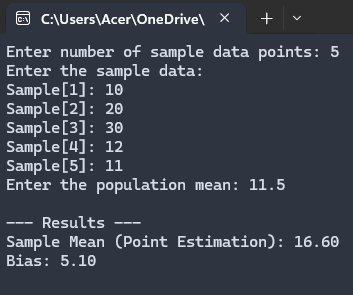 C:\Users\Acer\OneDrive\
Enter number of sample data points: 5
Enter the sample data:
Sample[1]: 10
Sample[2]: 20
Sample[3]: 30
Sample[4]: 12
Sample[5]: 11
Enter the population mean: 11.5
--- Results ---
Sample Mean (Point Estimation): 16.60
Bias: 5.10